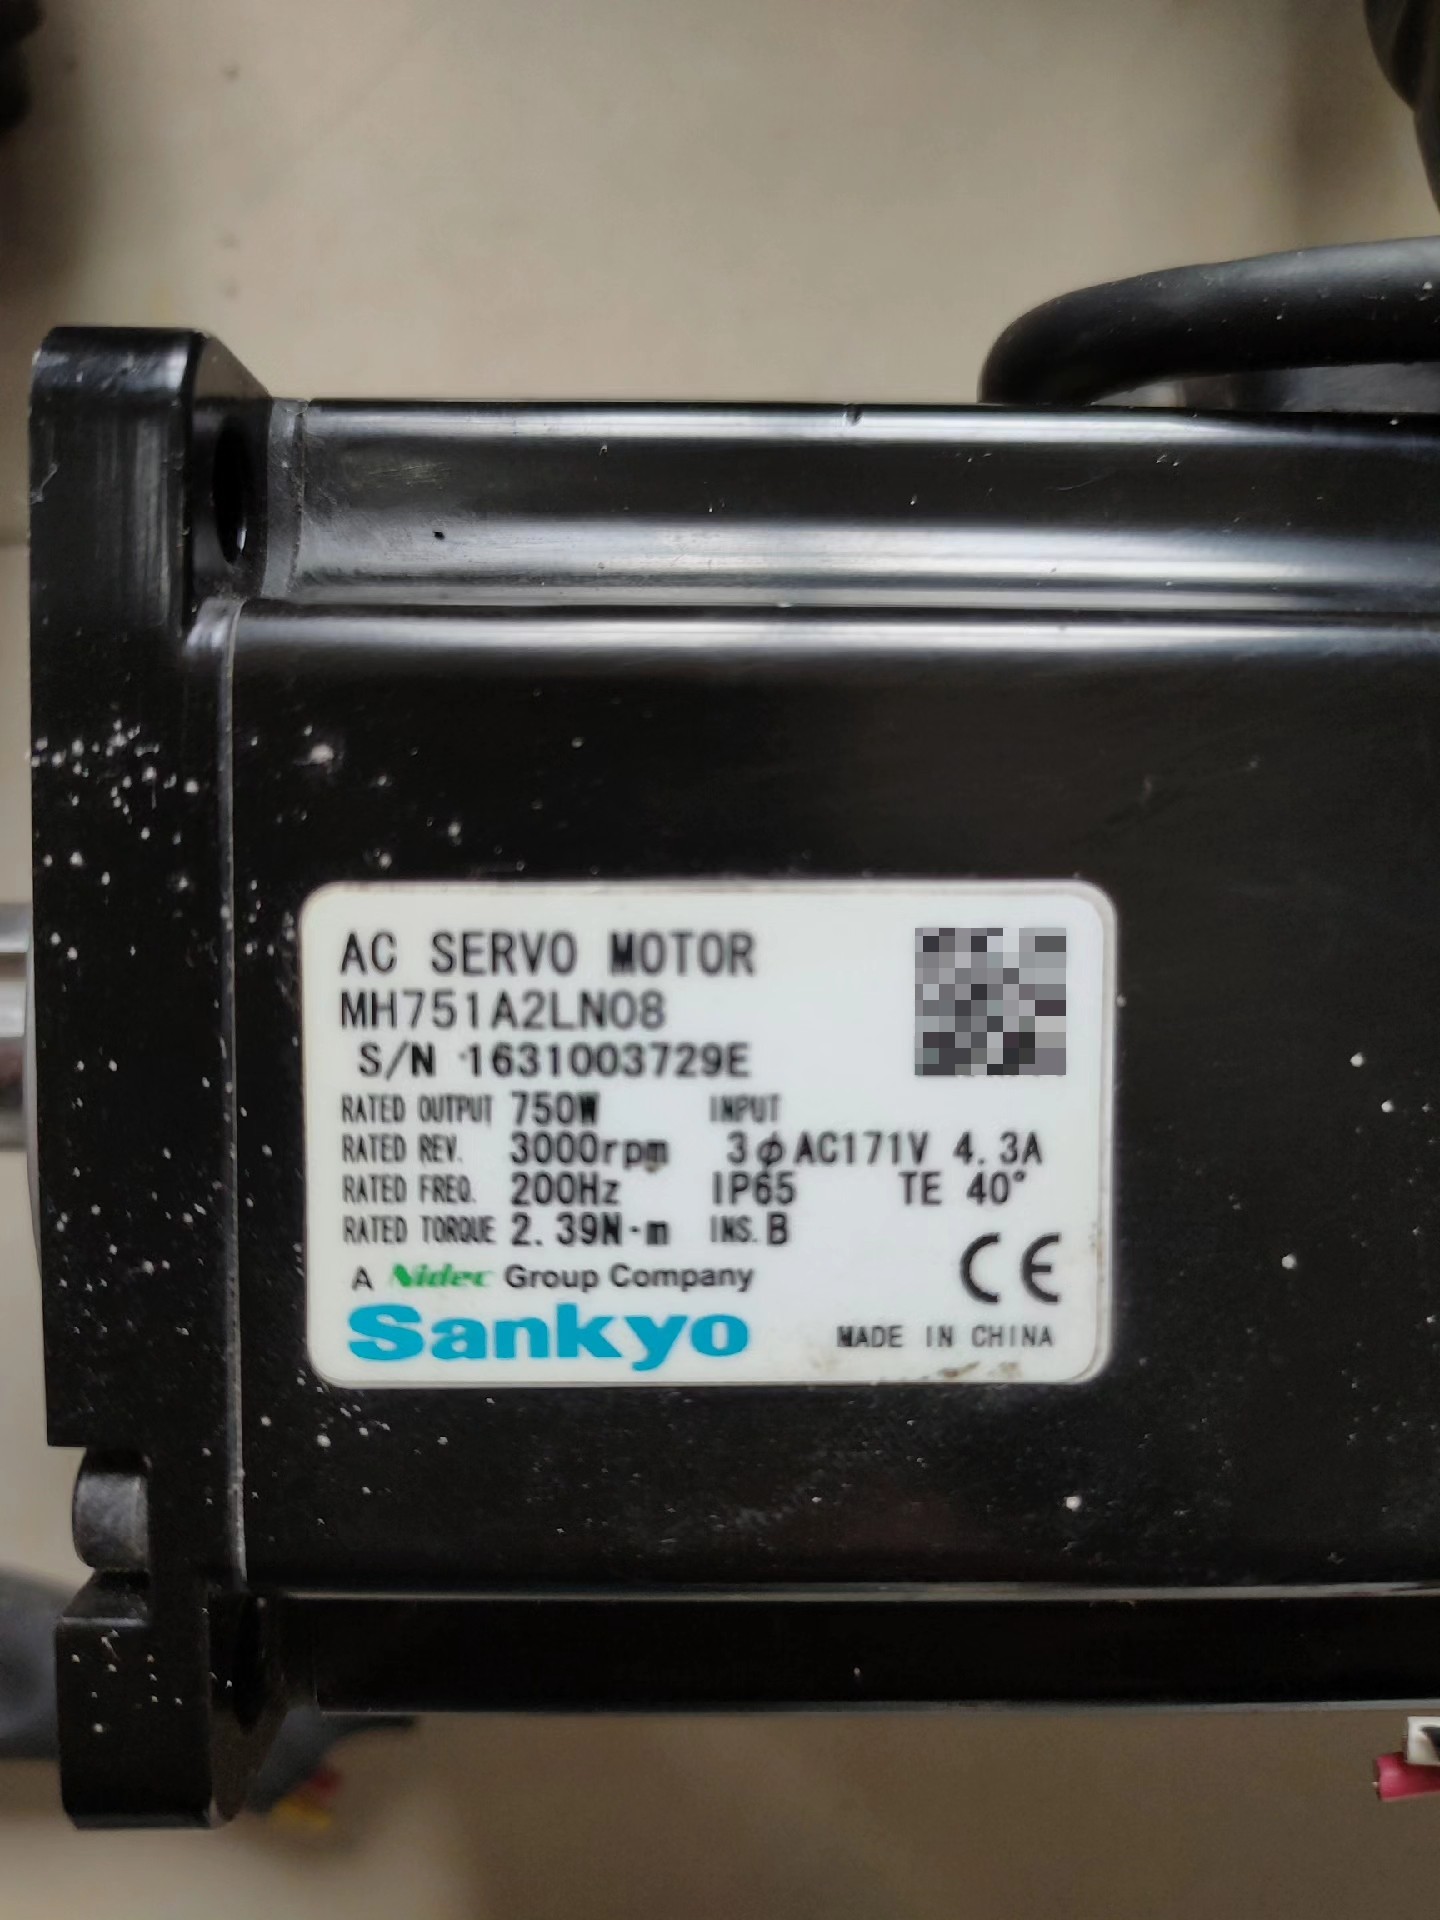 AC SERVO MOTOR
MH751A2LN08
S/N 1631003729E
RATED OUTPUT 750W INPUT
RATED REV. 3000rpm 3φAC171V 4.3A
RATED FREQ. 200Hz IP65 TE 40°
RATED TORQUE 2.39N·m INS.B
A Nidec Group Company
CE
Sankyo
MADE IN CHINA